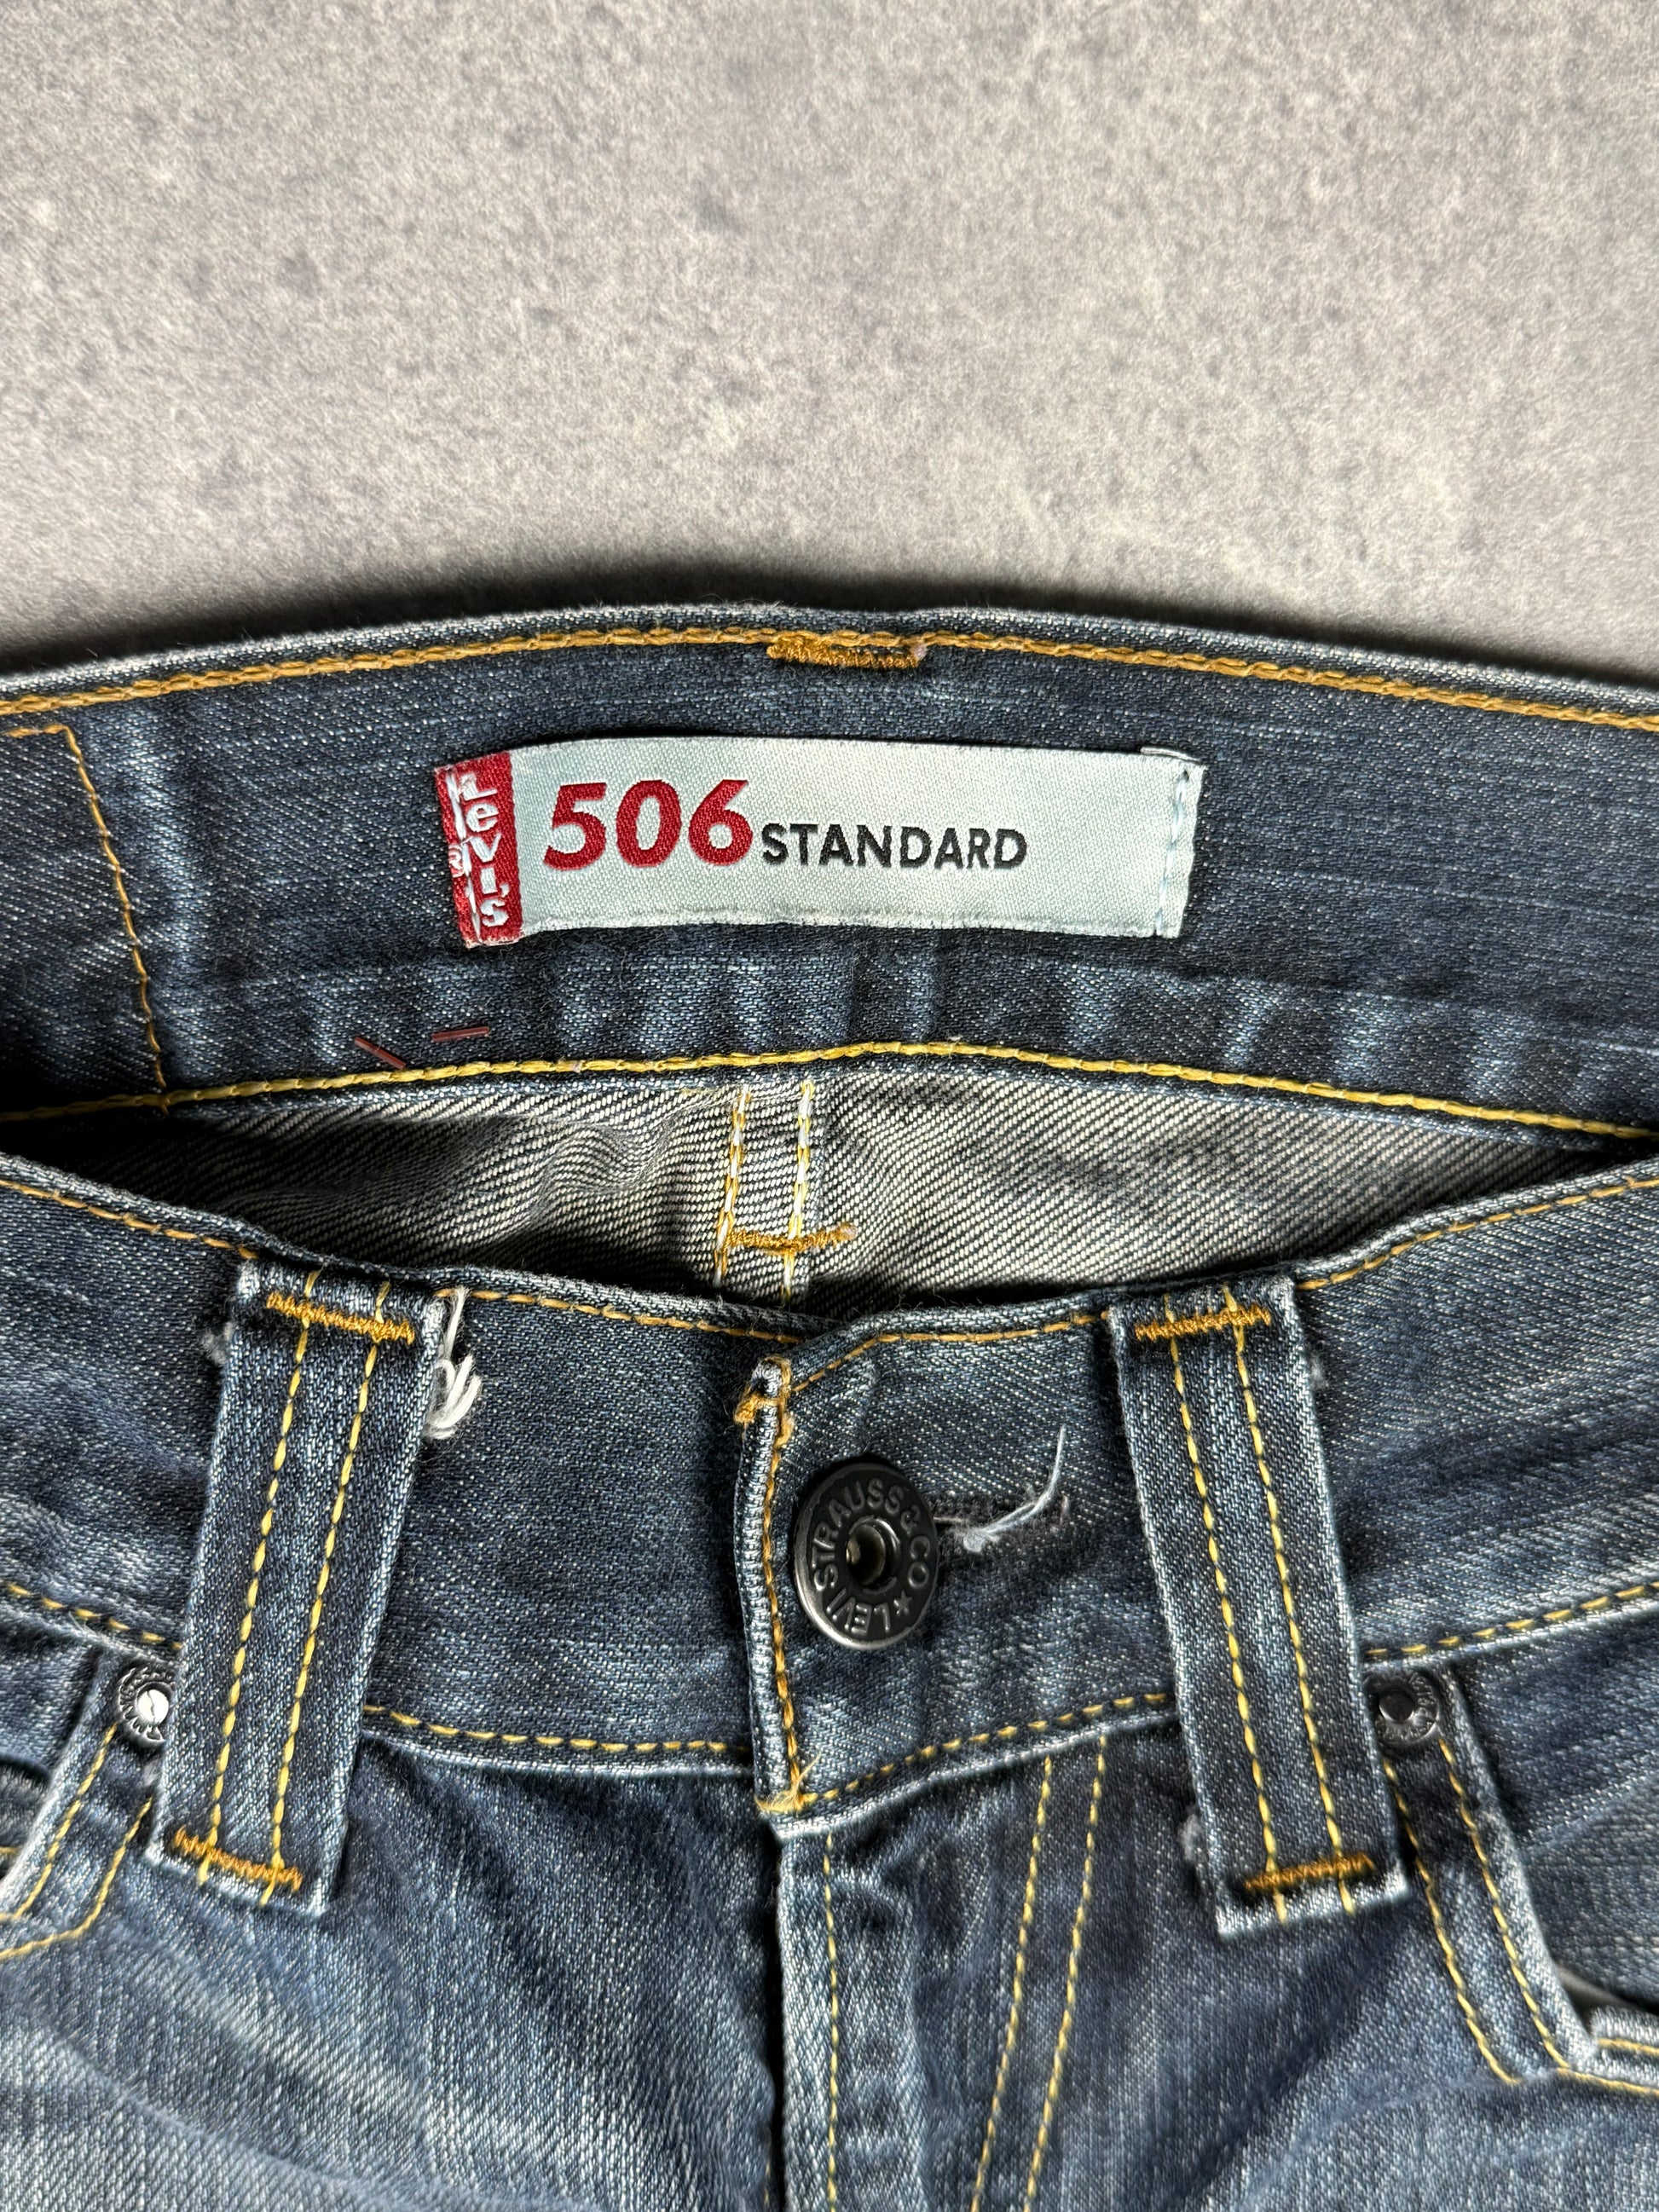 Levi's ®
506 STANDARD
LEVI STRAUSS & CO ★